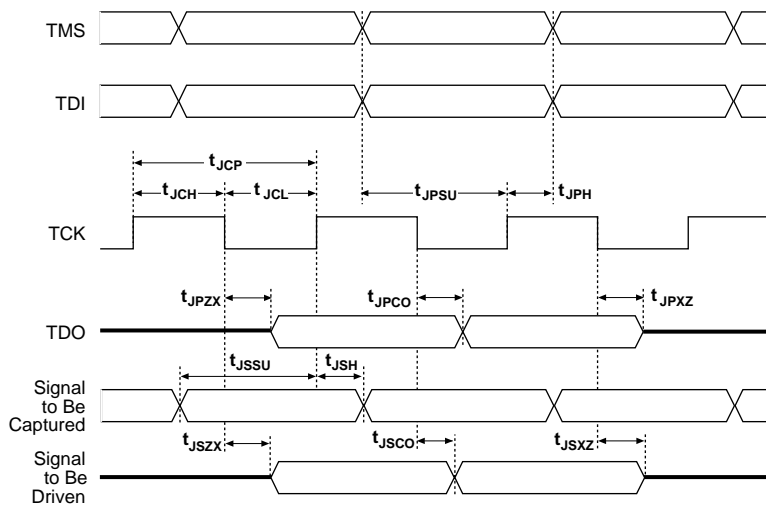 TMS
TDI
tJCP
tJCH
tJCL
tJPSU
tJPH
TCK
tJPZX
tJPCO
tJPXZ
TDO
tJSSU
tJSH
Signal
to Be
Captured
tJSZX
tJSCO
tJSXZ
Signal
to Be
Driven